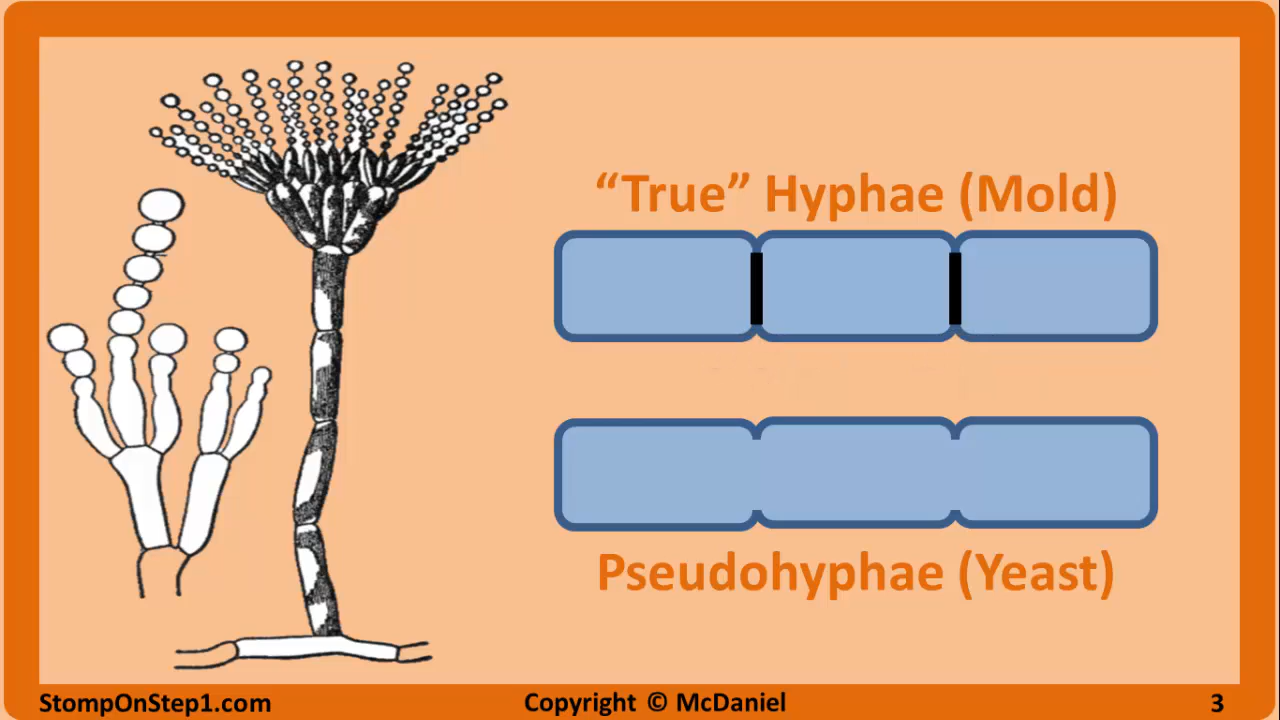 “True” Hyphae (Mold)
Pseudohyphae (Yeast)
StompOnStep1.com
Copyright © McDaniel
3